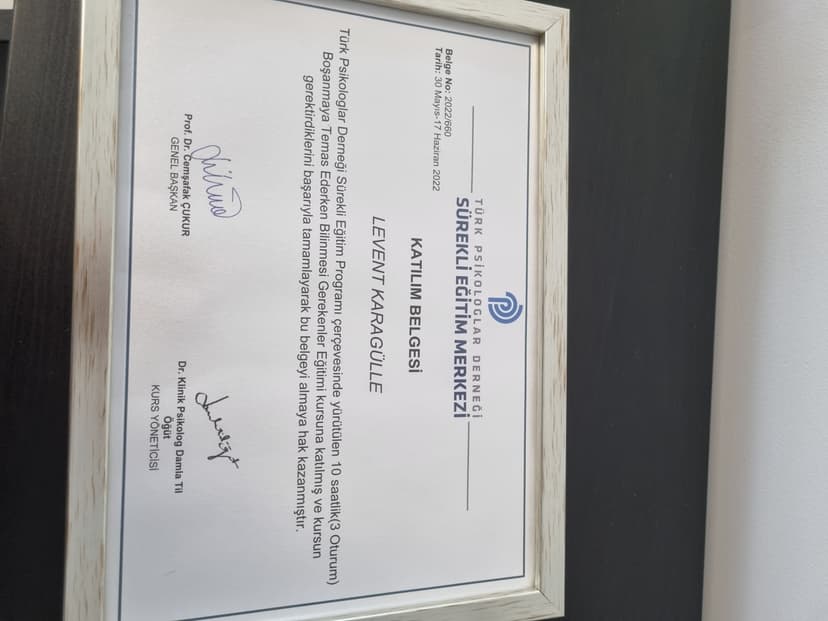 TÜRK PSİKOLOGLAR DERNEĞİ
SÜREKLİ EĞİTİM MERKEZİ
Belge No: 2022/660
Tarih: 30 Mayıs-17 Haziran 2022
KATILIM BELGESİ
LEVENT KARAGÜLLE
Türk Psikologlar Derneği Sürekli Eğitim Programı çerçevesinde yürütülen 10 saatlik(3 Oturum)
Boşanmaya Temas Ederken Bilinmesi Gerekenler Eğitimi kursuna katılmış ve kursun
gerektirdiklerini başarıyla tamamlayarak bu belgeyi almaya hak kazanmıştır.
Prof. Dr. Cemşafak ÇUKUR
GENEL BAŞKAN
Dr. Klinik Psikolog Damla Til
Öğüt
KURS YÖNETİCİSİ